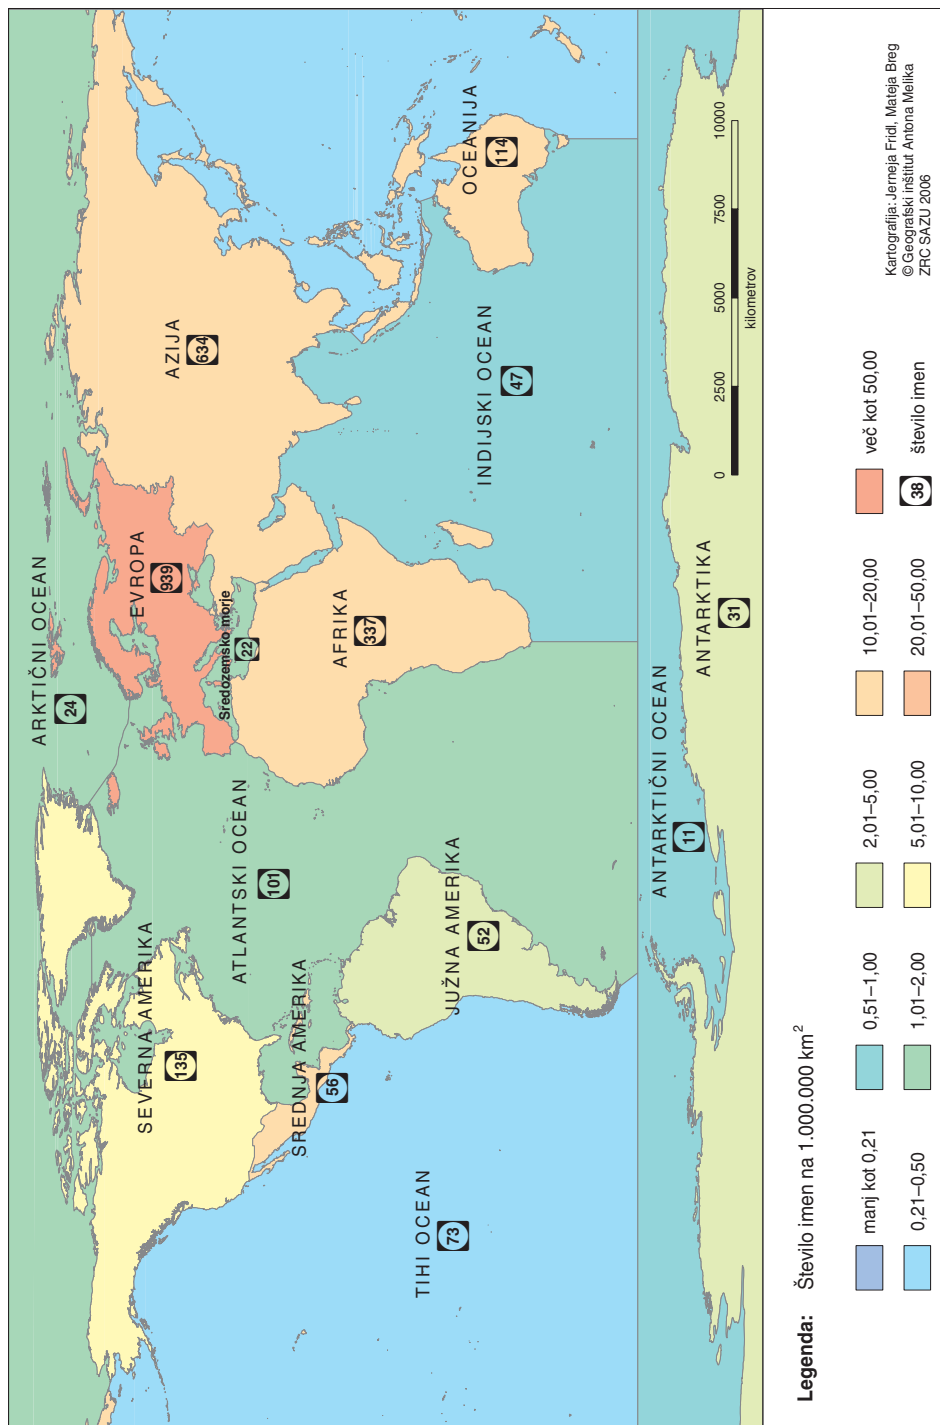 ARKTIČNI OCEAN
24
SEVERNA AMERIKA
135
EVROPA
939
AZIJA
634
Sredozemsko morje
22
ATLANTSKI OCEAN
101
SREDNJA AMERIKA
56
AFRIKA
337
TIHI OCEAN
73
JUŽNA AMERIKA
52
INDIJSKI OCEAN
47
OCEANIJA
114
ANTARKTIČNI OCEAN
11
ANTARKTIKA
31
0 2500 5000 7500 10000
kilometrov
Legenda: Število imen na 1.000.000 km²
manj kot 0,21
0,51–1,00
2,01–5,00
10,01–20,00
več kot 50,00
0,21–0,50
1,01–2,00
5,01–10,00
20,01–50,00
38 število imen
Kartografija: Jerneja Fridl, Mateja Breg
© Geografski inštitut Antona Melika
ZRC SAZU 2006